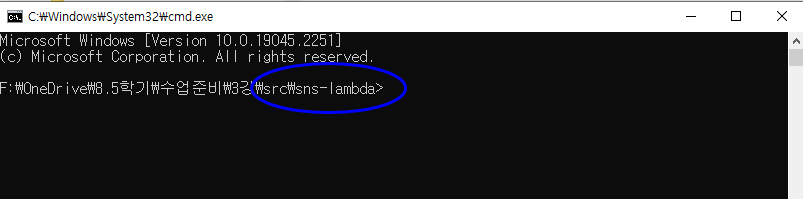 C:₩Windows₩System32₩cmd.exe
Microsoft Windows [Version 10.0.19045.2251]
(c) Microsoft Corporation. All rights reserved.
F:₩OneDrive₩8.5학기₩수업준비₩3강₩src₩sns-lambda>